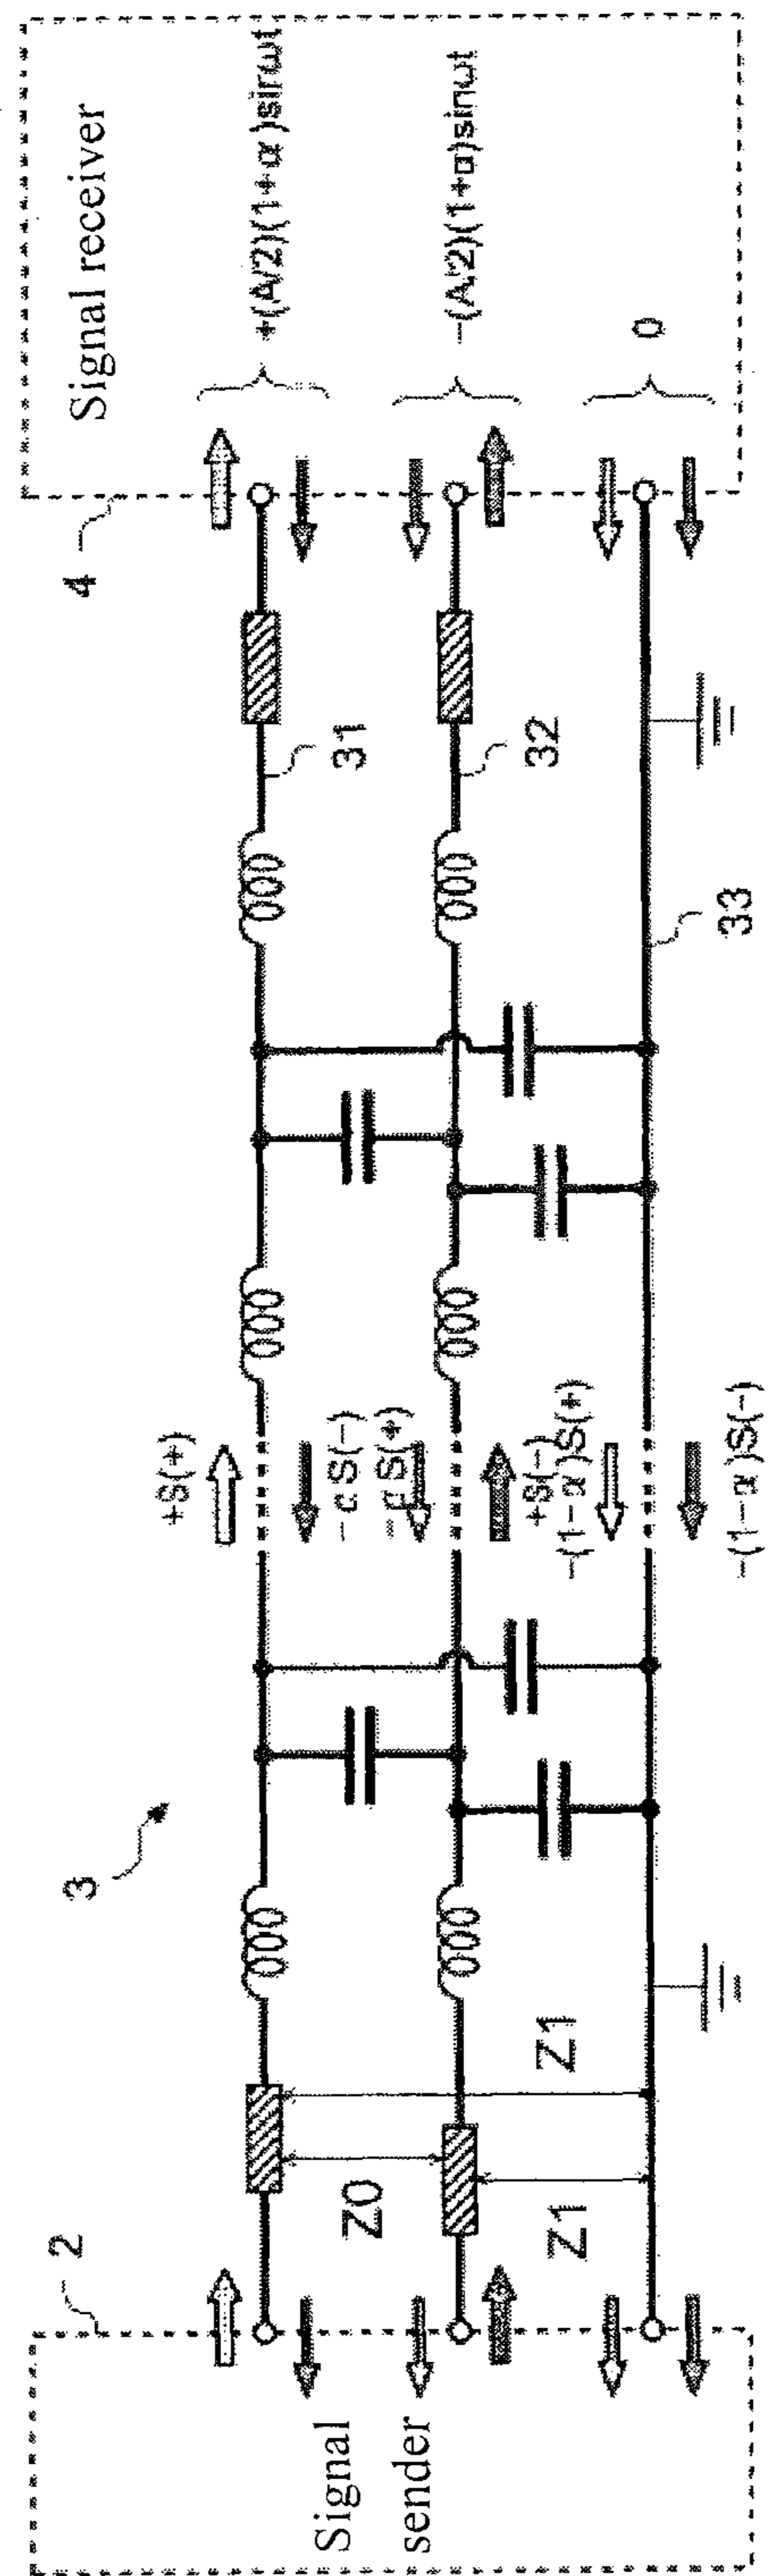 Signal receiver
+(A/2)(1+α)sinωt
-(A/2)(1+α)sinωt
0
4
31
32
33
+S(+)
-αS(-)
-αS(+)
+S(-)
-(1-α)S(+)
-(1-α)S(-)
3
Z1
Z0
Z1
2
Signal
sender